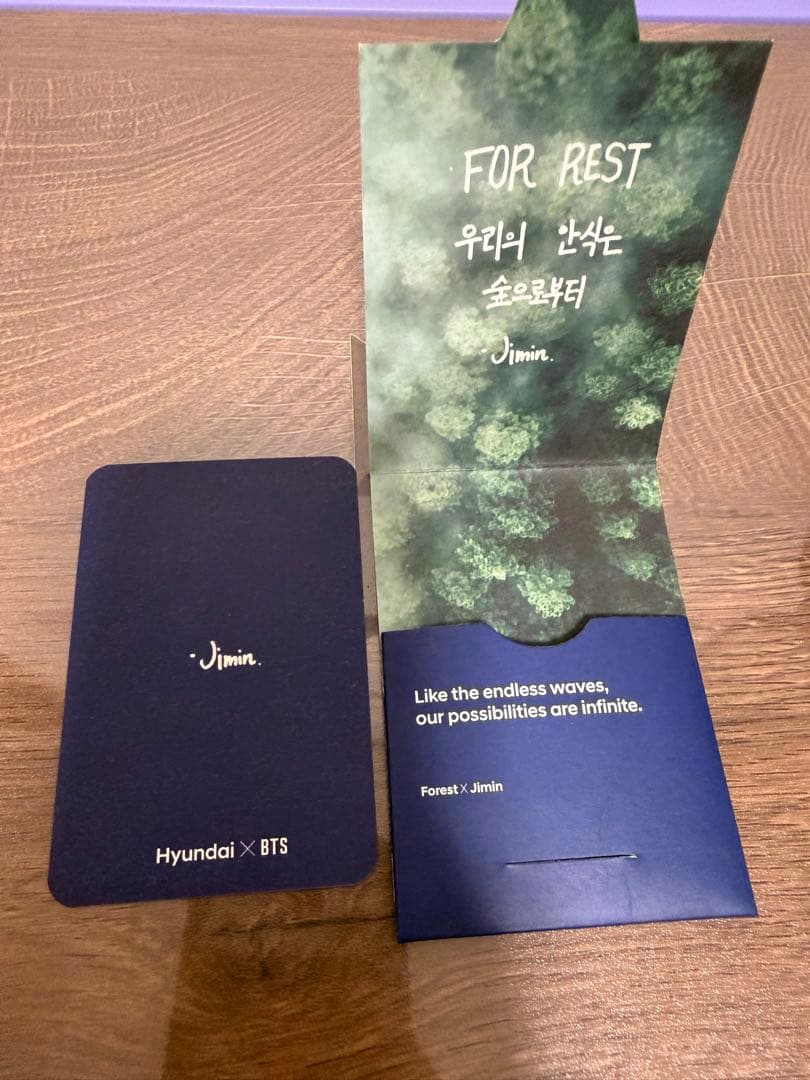 FOR REST
우리의 안식은
숲으로부터
Jimin.
Like the endless waves,
our possibilities are infinite.
Forest X Jimin
Jimin.
Hyundai X BTS